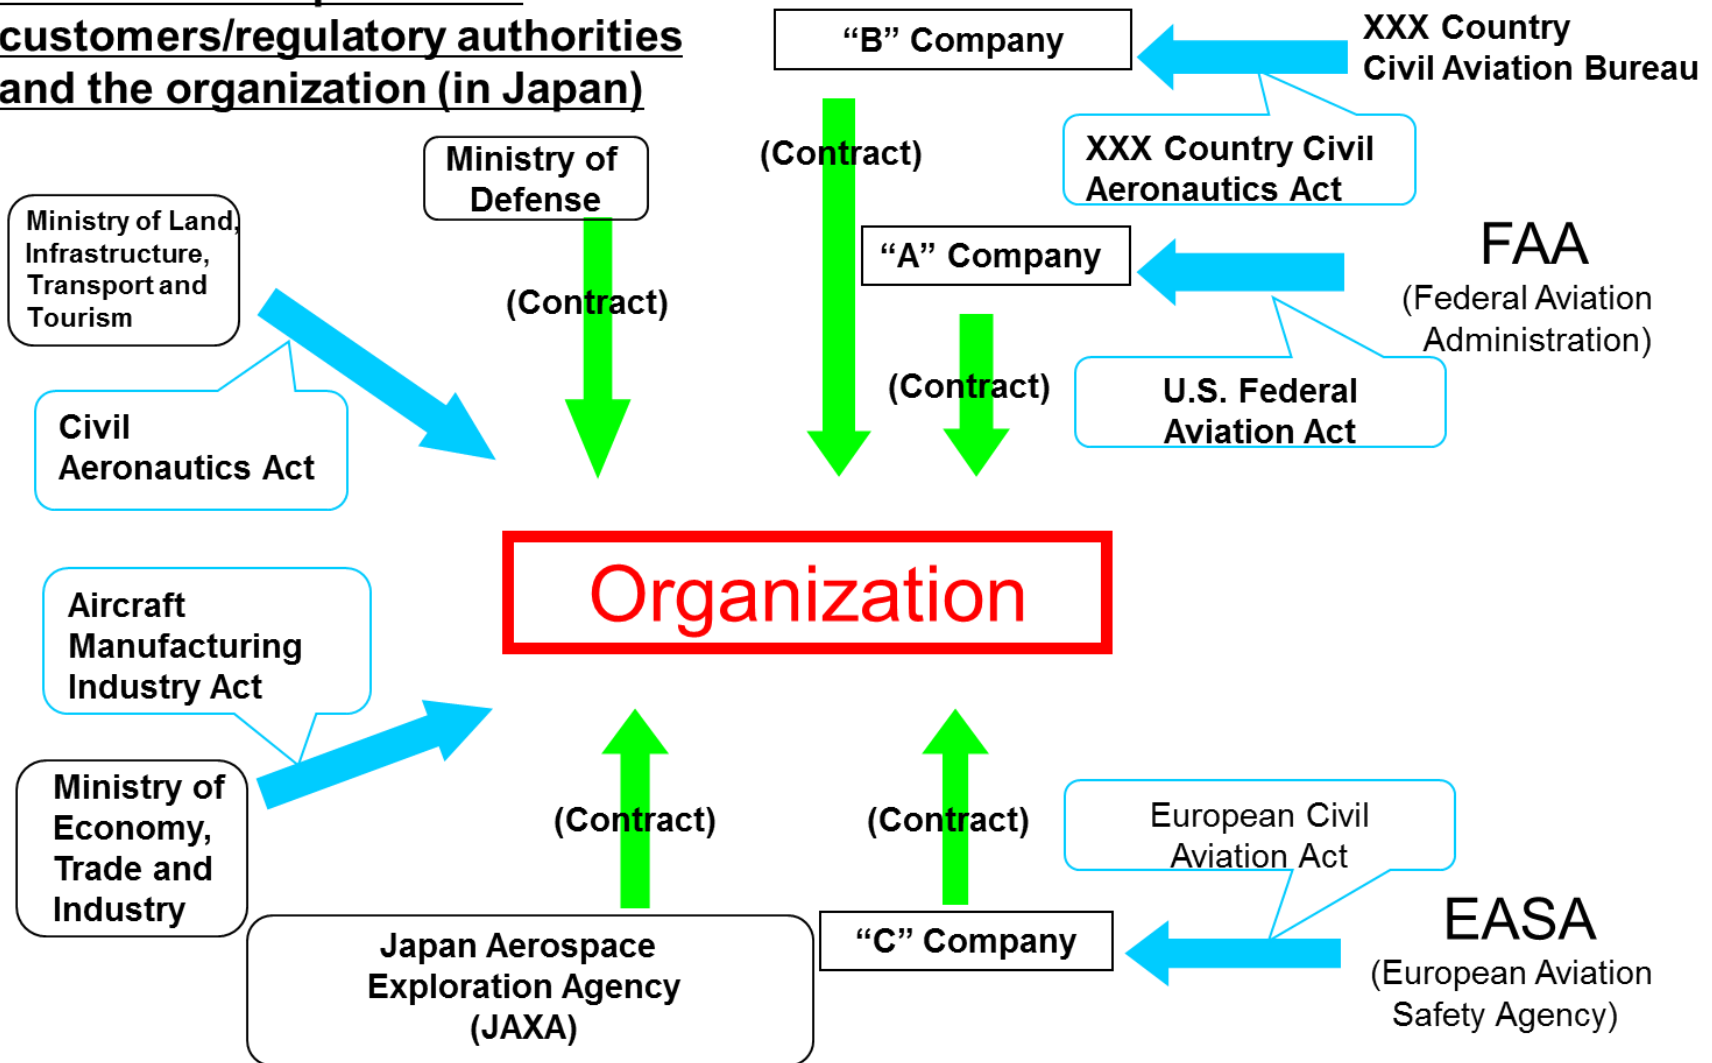 customers/regulatory authorities
and the organization (in Japan)
“B” Company
XXX Country
Civil Aviation Bureau
(Contract)
XXX Country Civil
Aeronautics Act
Ministry of
Defense
Ministry of Land,
Infrastructure,
Transport and
Tourism
“A” Company
FAA
(Federal Aviation
Administration)
(Contract)
(Contract)
U.S. Federal
Aviation Act
Civil
Aeronautics Act
Organization
Aircraft
Manufacturing
Industry Act
Ministry of
Economy,
Trade and
Industry
(Contract)
(Contract)
European Civil
Aviation Act
Japan Aerospace
Exploration Agency
(JAXA)
“C” Company
EASA
(European Aviation
Safety Agency)